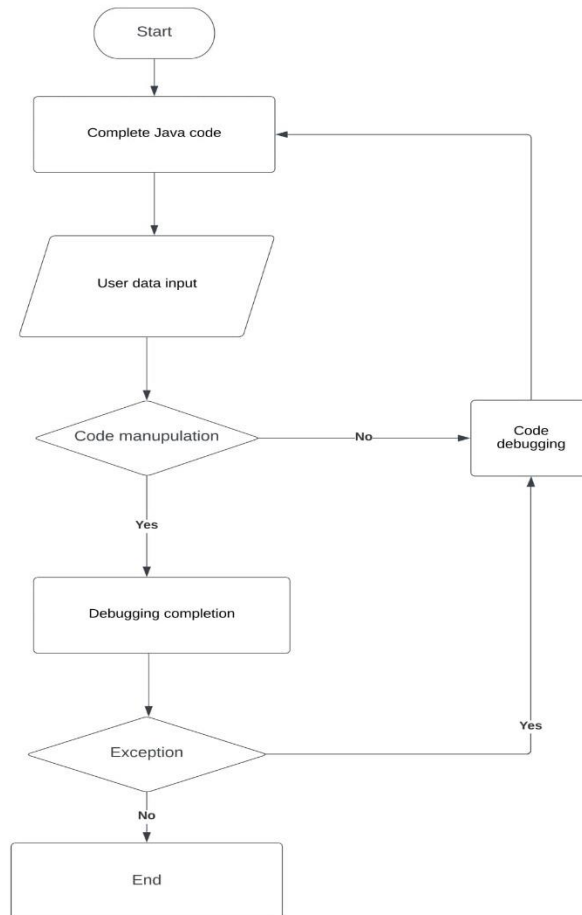 Start
Complete Java code
User data input
Code manupulation
No
Code
debugging
Yes
Debugging completion
Yes
Exception
No
End